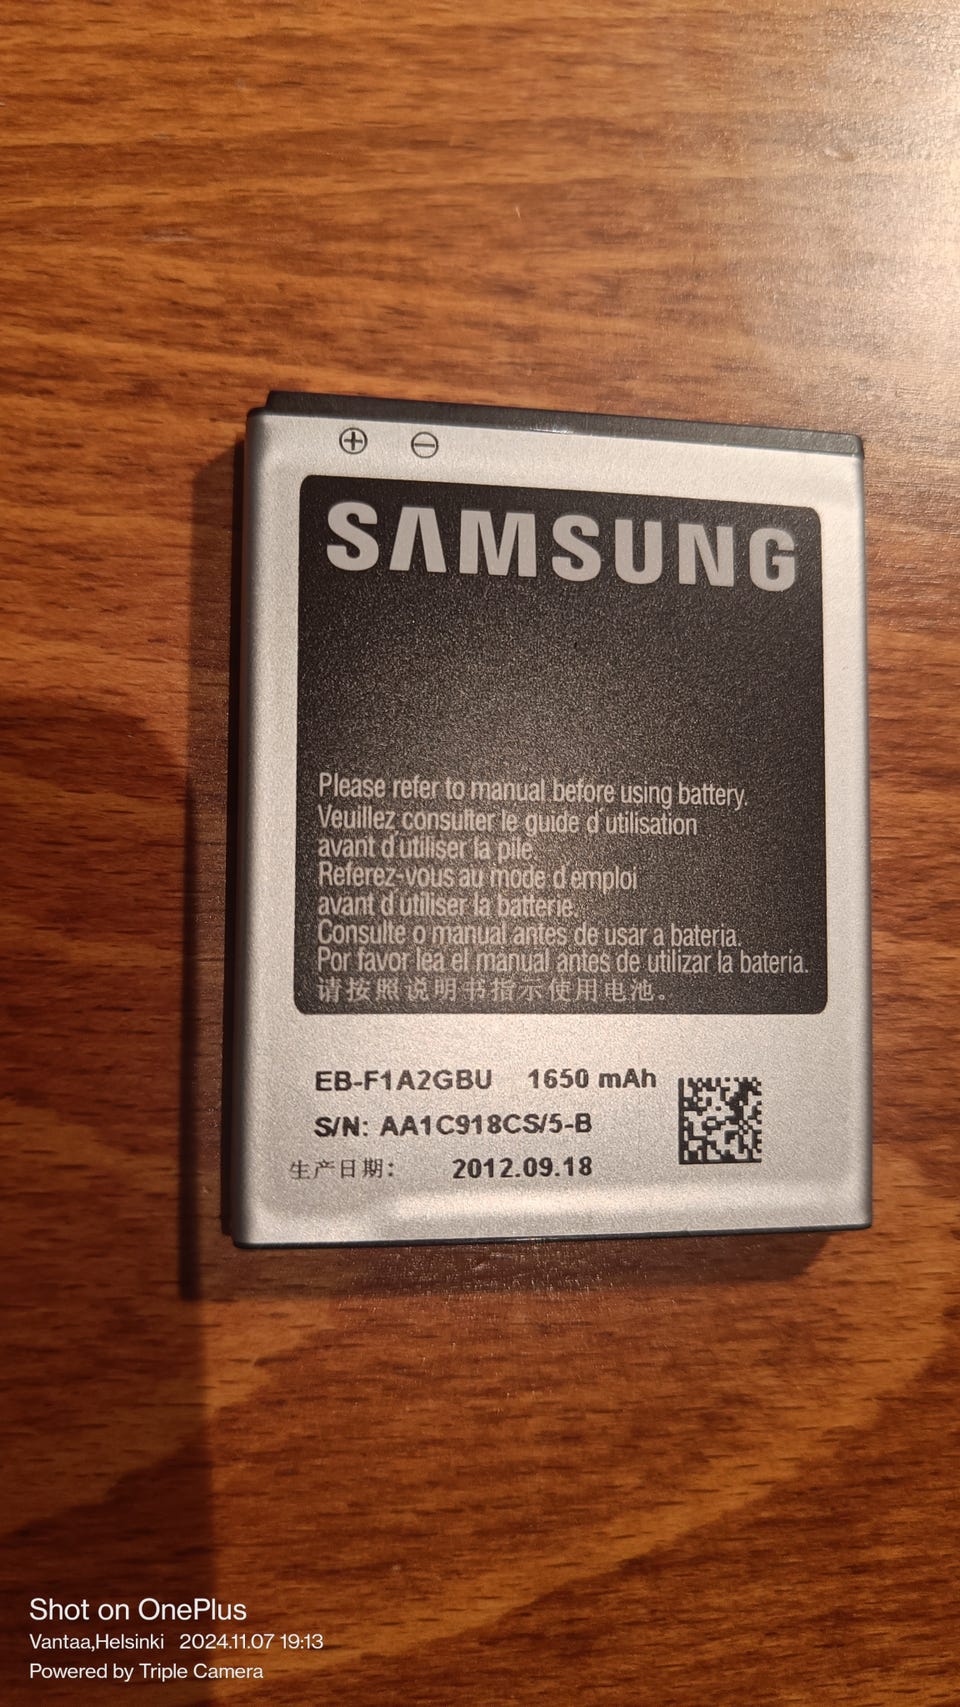 SAMSUNG
Please refer to manual before using battery.
Veuillez consulter le guide d'utilisation
avant d'utiliser la pile.
Referez-vous au mode d'emploi
avant d'utiliser la batterie.
Consulte o manual antes de usar a bateria.
Por favor lea el manual antes de utilizar la batería.
请按照说明书指示使用电池。
EB-F1A2GBU 1650 mAh
S/N: AA1C918CS/5-B
生产日期: 2012.09.18
Shot on OnePlus
Vantaa,Helsinki 2024.11.07 19:13
Powered by Triple Camera